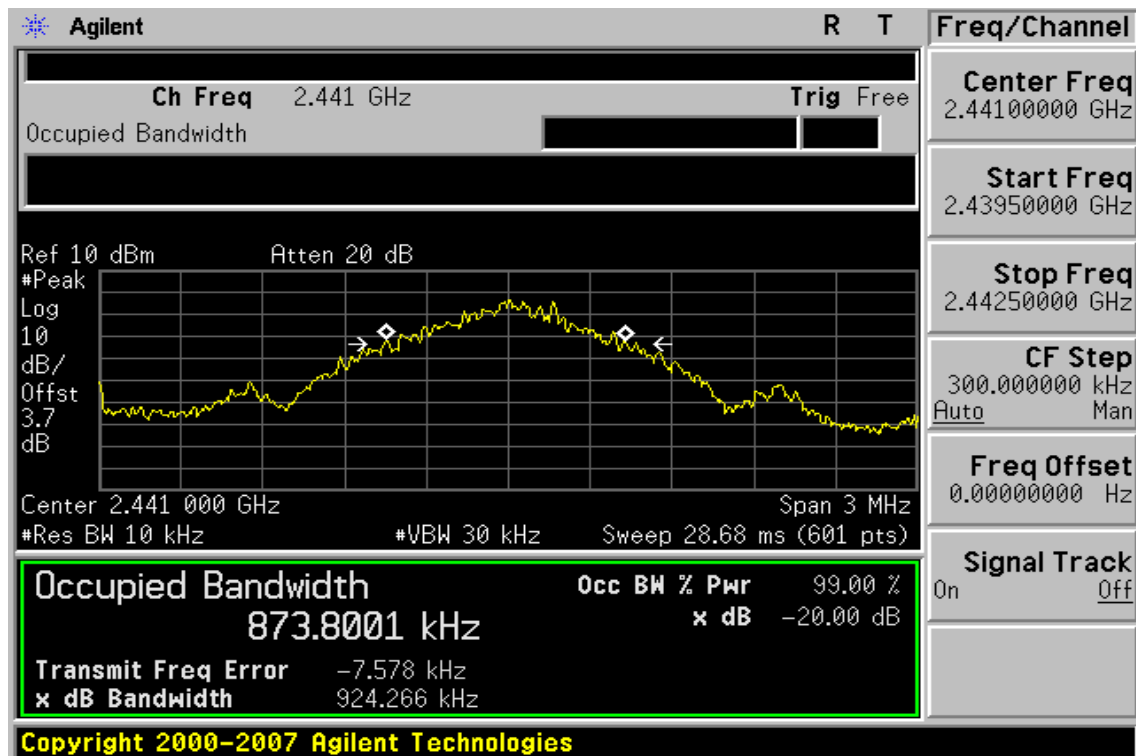 Agilent R T
Freq/Channel
Ch Freq 2.441 GHz Trig Free
Occupied Bandwidth
Center Freq
2.44100000 GHz
Start Freq
2.43950000 GHz
Stop Freq
2.44250000 GHz
CF Step
300.000000 kHz
Auto Man
Freq Offset
0.00000000 Hz
Signal Track
On Off
Ref 10 dBm Atten 20 dB
#Peak
Log
10
dB/
Offst
3.7
dB
Center 2.441 000 GHz Span 3 MHz
#Res BW 10 kHz #VBW 30 kHz Sweep 28.68 ms (601 pts)
Occupied Bandwidth
873.8001 kHz
Occ BW % Pwr 99.00 %
x dB -20.00 dB
Transmit Freq Error -7.578 kHz
x dB Bandwidth 924.266 kHz
Copyright 2000-2007 Agilent Technologies